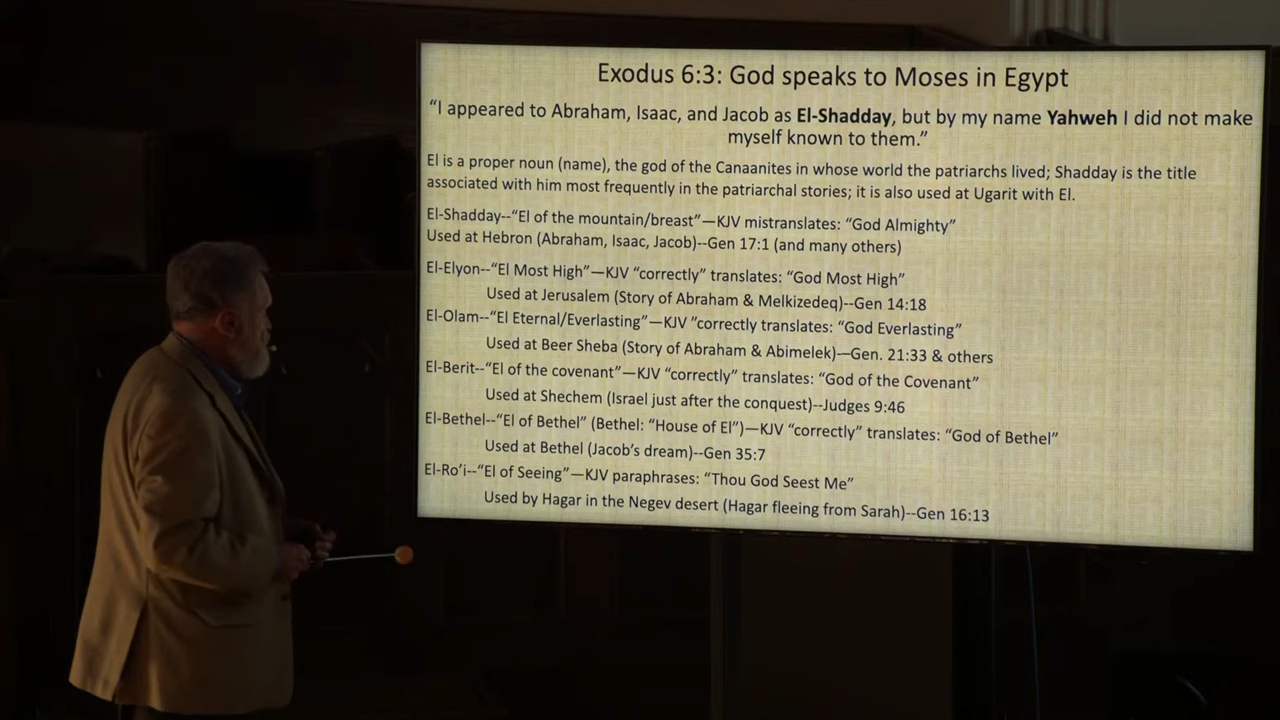 Exodus 6:3: God speaks to Moses in Egypt
“I appeared to Abraham, Isaac, and Jacob as El-Shadday, but by my name Yahweh I did not make
myself known to them.”
El is a proper noun (name), the god of the Canaanites in whose world the patriarchs lived; Shadday is the title
associated with him most frequently in the patriarchal stories; it is also used at Ugarit with El.
El-Shadday--“El of the mountain/breast”—KJV mistranslates: “God Almighty”
Used at Hebron (Abraham, Isaac, Jacob)--Gen 17:1 (and many others)
El-Elyon--“El Most High”—KJV “correctly” translates: “God Most High”
Used at Jerusalem (Story of Abraham & Melkizedeq)--Gen 14:18
El-Olam--“El Eternal/Everlasting”—KJV ”correctly translates: “God Everlasting”
Used at Beer Sheba (Story of Abraham & Abimelek)—Gen. 21:33 & others
El-Berit--“El of the covenant”—KJV “correctly” translates: “God of the Covenant”
Used at Shechem (Israel just after the conquest)--Judges 9:46
El-Bethel--“El of Bethel” (Bethel: “House of El”)—KJV “correctly” translates: “God of Bethel”
Used at Bethel (Jacob’s dream)--Gen 35:7
El-Ro’i--“El of Seeing”—KJV paraphrases: “Thou God Seest Me”
Used by Hagar in the Negev desert (Hagar fleeing from Sarah)--Gen 16:13